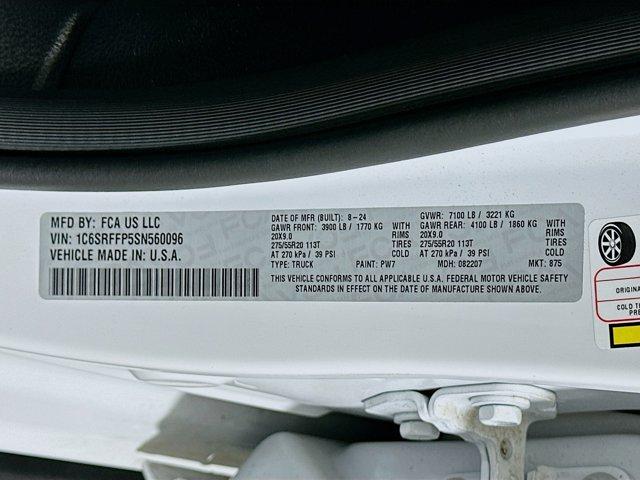 MFD BY: FCA US LLC
VIN: 1C6SRFFP5SN560096
VEHICLE MADE IN: U.S.A.
DATE OF MFR (BUILT): 8-24 GVWR: 7100 LB / 3221 KG
GAWR FRONT: 3900 LB / 1770 KG WITH GAWR REAR: 4100 LB / 1860 KG WITH
20X9.0 RIMS 20X9.0 RIMS
275/55R20 113T TIRES 275/55R20 113T TIRES
AT 270 kPa / 39 PSI COLD AT 270 kPa / 39 PSI COLD
TYPE: TRUCK PAINT: PW7 MDH: 082207 MKT: 875
THIS VEHICLE CONFORMS TO ALL APPLICABLE U.S.A. FEDERAL MOTOR VEHICLE SAFETY
STANDARDS IN EFFECT ON THE DATE OF MANUFACTURE SHOWN ABOVE.
ORIGINA
COLD T
PRE